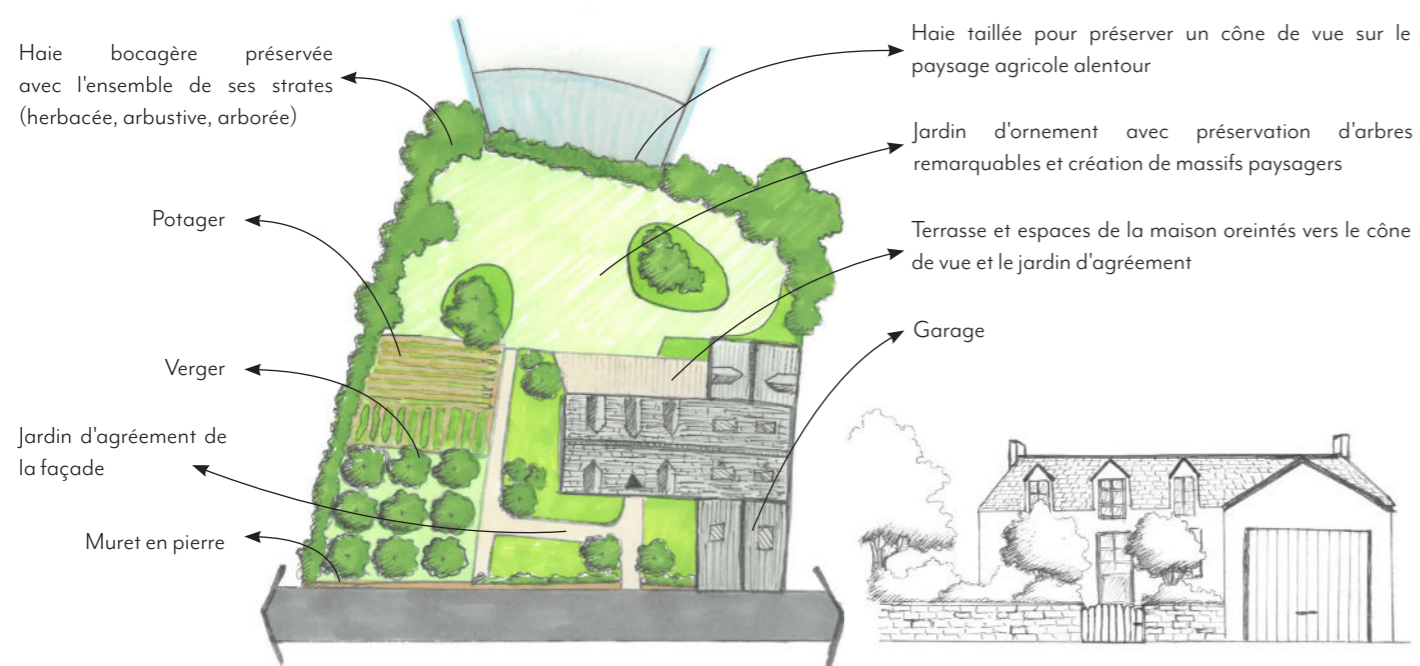 Haie bocagère préservée
avec l'ensemble de ses strates
(herbacée, arbustive, arborée)
Potager
Verger
Jardin d'agréement de
la façade
Muret en pierre
Haie taillée pour préserver un cône de vue sur le
paysage agricole alentour
Jardin d'ornement avec préservation d'arbres
remarquables et création de massifs paysagers
Terrasse et espaces de la maison oreintés vers le cône
de vue et le jardin d'agréement
Garage